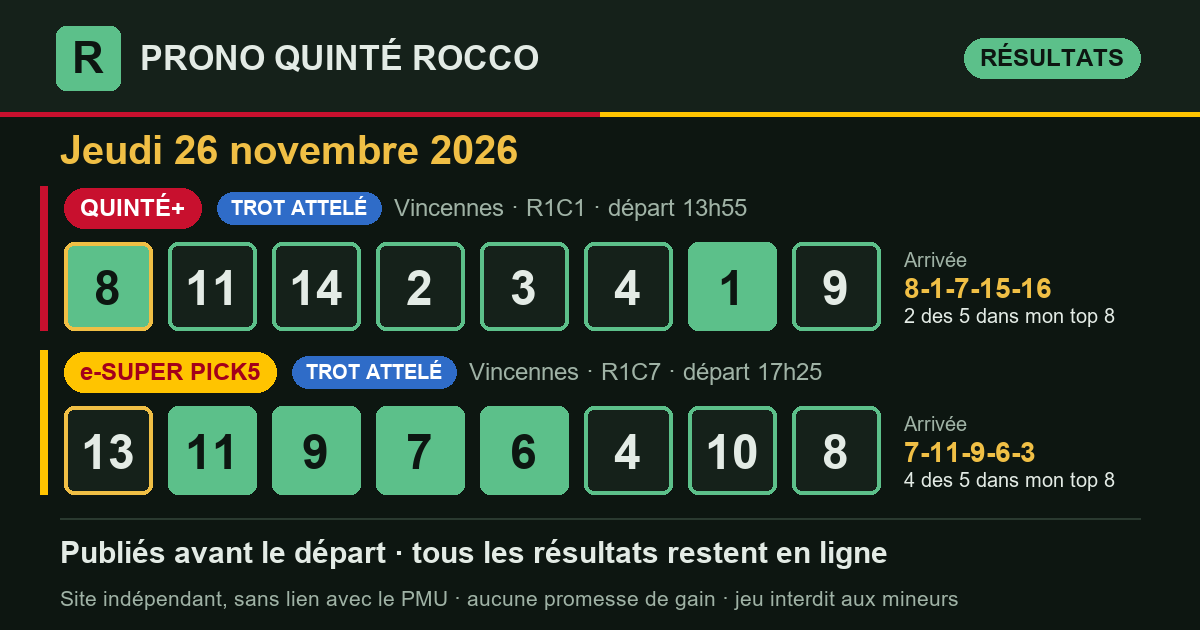 R PRONO QUINTÉ ROCCO RÉSULTATS
Jeudi 26 novembre 2026
QUINTÉ+ TROT ATTELÉ Vincennes · R1C1 · départ 13h55
8 11 14 2 3 4 1 9
Arrivée
8-1-7-15-16
2 des 5 dans mon top 8
e-SUPER PICK5 TROT ATTELÉ Vincennes · R1C7 · départ 17h25
13 11 9 7 6 4 10 8
Arrivée
7-11-9-6-3
4 des 5 dans mon top 8
Publiés avant le départ · tous les résultats restent en ligne
Site indépendant, sans lien avec le PMU · aucune promesse de gain · jeu interdit aux mineurs